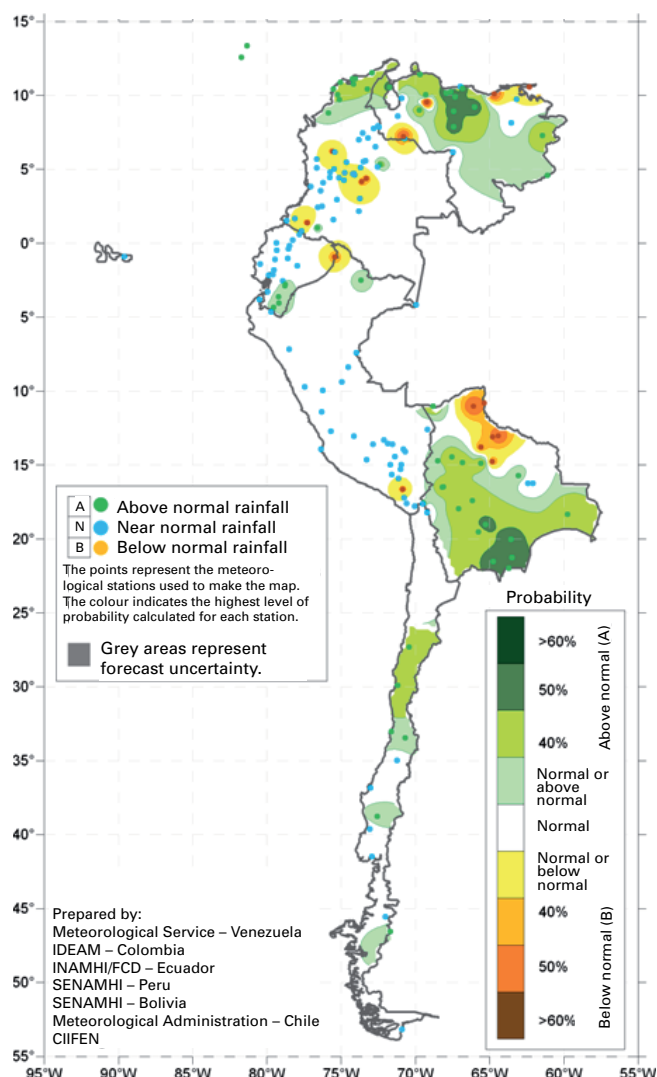 15°
10°
5°
0°
5°
10°
15°
20°
25°
30°
35°
40°
45°
50°
55°
95°W
90°W
85°W
80°W
75°W
70°W
65°W
60°W
55°W
A Above normal rainfall
N Near normal rainfall
B Below normal rainfall
The points represent the meteoro-
logical stations used to make the map.
The colour indicates the highest level of
probability calculated for each station.
Grey areas represent
forecast uncertainty.
Probability
>60%
50%
40%
Above normal (A)
Normal or
above
normal
Normal
Normal or
below
normal
40%
50%
>60%
Below normal (B)
Prepared by:
Meteorological Service – Venezuela
IDEAM – Colombia
INAMHI/FCD – Ecuador
SENAMHI – Peru
SENAMHI – Bolivia
Meteorological Administration – Chile
CIIFEN